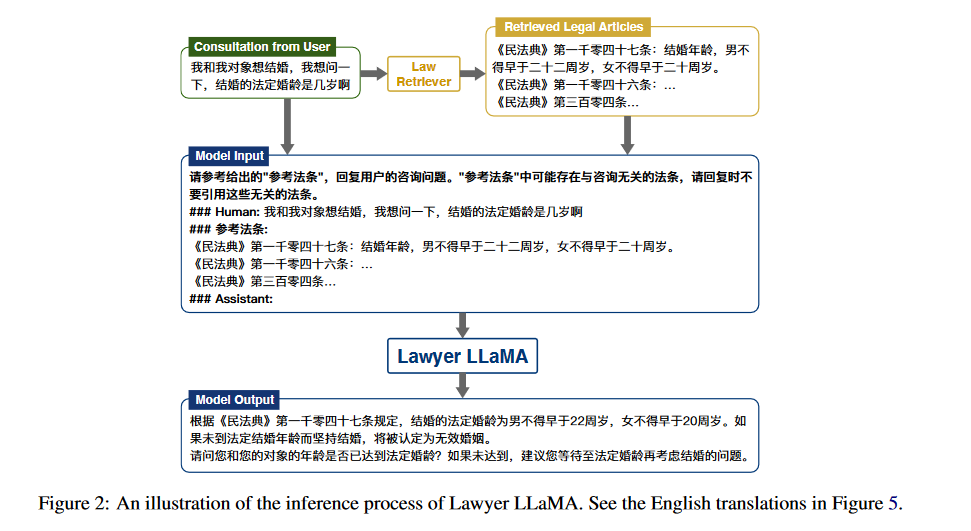 Consultation from User
我和我对象想结婚，我想问一
下，结婚的法定婚龄是几岁啊
Law
Retriever
Retrieved Legal Articles
《民法典》第一千零四十七条：结婚年龄，男不
得早于二十二周岁，女不得早于二十周岁。
《民法典》第一千零四十六条：…
《民法典》第三百零四条…
Model Input
请参考给出的"参考法条"，回复用户的咨询问题。"参考法条"中可能存在与咨询无关的法条，请回复时不
要引用这些无关的法条。
### Human: 我和我对象想结婚，我想问一下，结婚的法定婚龄是几岁啊
### 参考法条:
《民法典》第一千零四十七条：结婚年龄，男不得早于二十二周岁，女不得早于二十周岁。
《民法典》第一千零四十六条：…
《民法典》第三百零四条…
### Assistant:
Lawyer LLaMA
Model Output
根据《民法典》第一千零四十七条规定，结婚的法定婚龄为男不得早于22周岁，女不得早于20周岁。如
果未到法定结婚年龄而坚持结婚，将被认定为无效婚姻。
请问您和您的对象的年龄是否已达到法定婚龄？如果未达到，建议您等待至法定婚龄再考虑结婚的问题。
Figure 2: An illustration of the inference process of Lawyer LLaMA. See the English translations in Figure 5.